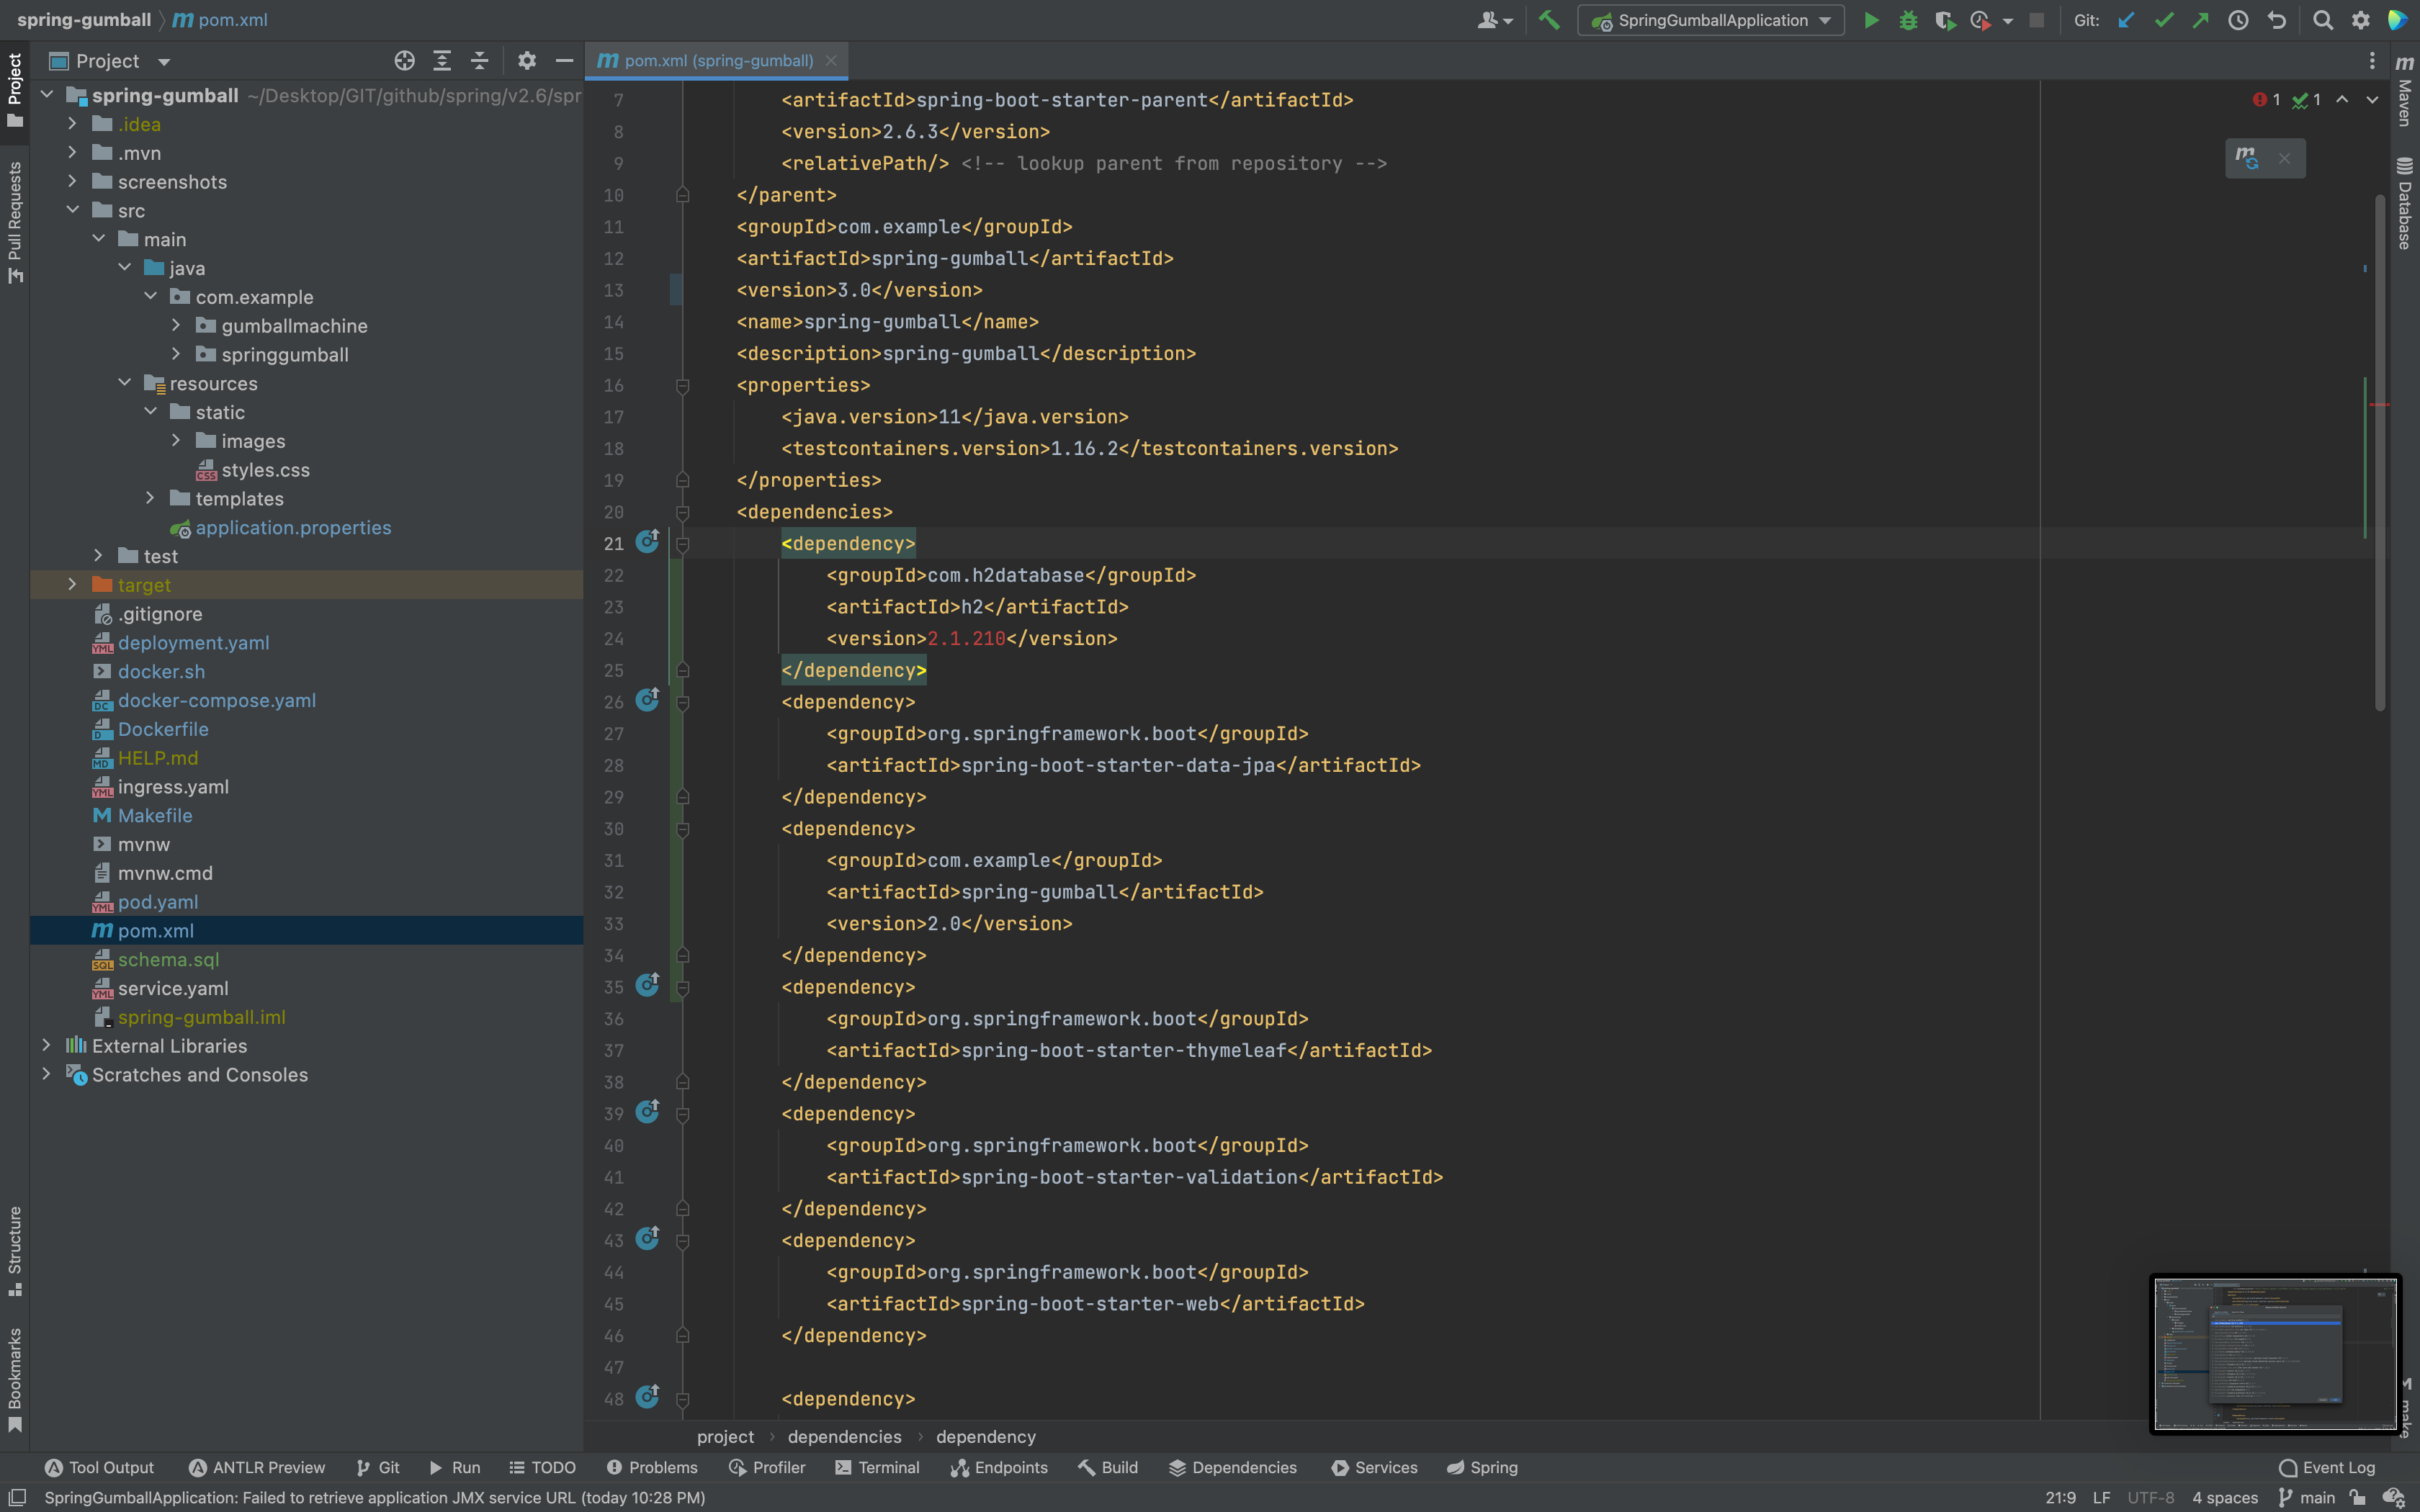 spring-gumball
pom.xml
SpringGumballApplication
Git:
Project
pom.xml (spring-gumball)
Project
Pull Requests
Structure
Bookmarks
spring-gumball ~/Desktop/GIT/github/spring/v2.6/spr
.idea
.mvn
screenshots
src
main
java
com.example
gumballmachine
springgumball
resources
static
images
styles.css
templates
application.properties
test
target
.gitignore
deployment.yaml
docker.sh
docker-compose.yaml
Dockerfile
HELP.md
ingress.yaml
Makefile
mvnw
mvnw.cmd
pod.yaml
pom.xml
schema.sql
service.yaml
spring-gumball.iml
External Libraries
Scratches and Consoles
7 <artifactId>spring-boot-starter-parent</artifactId>
8 <version>2.6.3</version>
9 <relativePath/> <!-- lookup parent from repository -->
10 </parent>
11 <groupId>com.example</groupId>
12 <artifactId>spring-gumball</artifactId>
13 <version>3.0</version>
14 <name>spring-gumball</name>
15 <description>spring-gumball</description>
16 <properties>
17 <java.version>11</java.version>
18 <testcontainers.version>1.16.2</testcontainers.version>
19 </properties>
20 <dependencies>
21 <dependency>
22 <groupId>com.h2database</groupId>
23 <artifactId>h2</artifactId>
24 <version>2.1.210</version>
25 </dependency>
26 <dependency>
27 <groupId>org.springframework.boot</groupId>
28 <artifactId>spring-boot-starter-data-jpa</artifactId>
29 </dependency>
30 <dependency>
31 <groupId>com.example</groupId>
32 <artifactId>spring-gumball</artifactId>
33 <version>2.0</version>
34 </dependency>
35 <dependency>
36 <groupId>org.springframework.boot</groupId>
37 <artifactId>spring-boot-starter-thymeleaf</artifactId>
38 </dependency>
39 <dependency>
40 <groupId>org.springframework.boot</groupId>
41 <artifactId>spring-boot-starter-validation</artifactId>
42 </dependency>
43 <dependency>
44 <groupId>org.springframework.boot</groupId>
45 <artifactId>spring-boot-starter-web</artifactId>
46 </dependency>
47
48 <dependency>
1 1
Maven
Database
make
project dependencies dependency
Tool Output ANTLR Preview Git Run TODO Problems Profiler Terminal Endpoints Build Dependencies Services Spring Event Log
SpringGumballApplication: Failed to retrieve application JMX service URL (today 10:28 PM) 21:9 LF UTF-8 4 spaces main